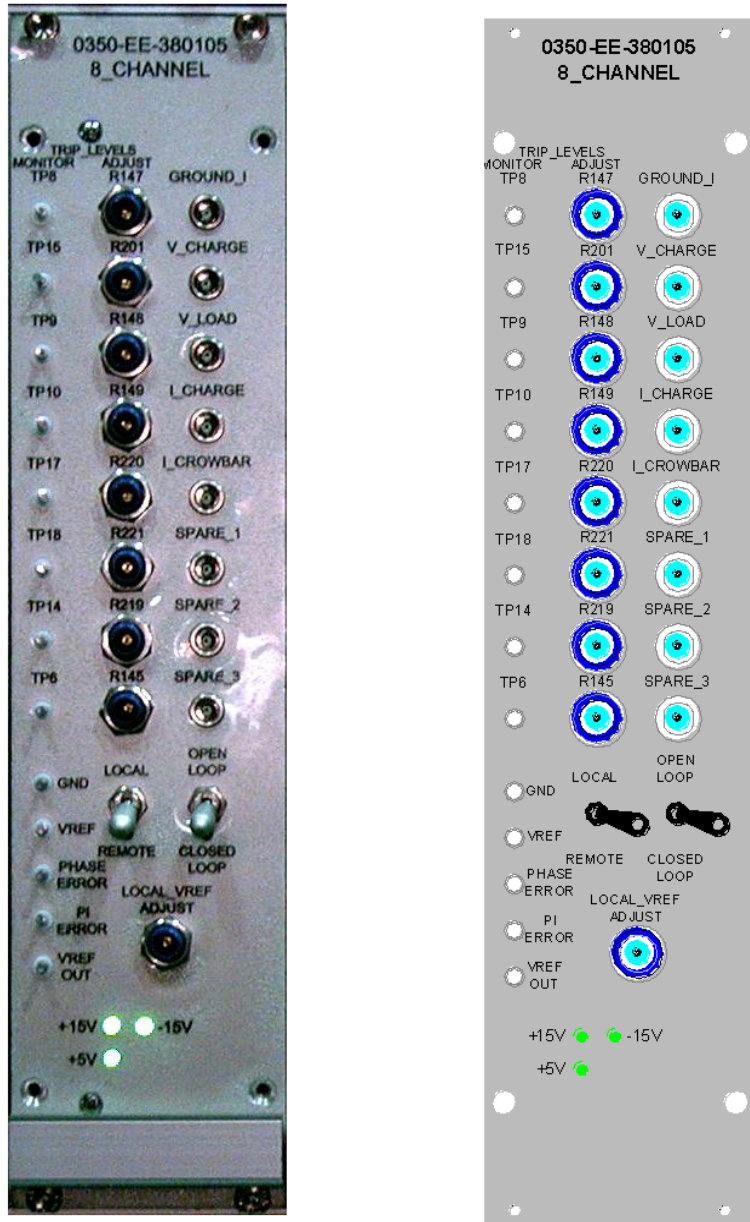 0350-EE-380105
8_CHANNEL
TRIP_LEVELS
MONITOR ADJUST
TP8 R147 GROUND_I
TP15 R201 V_CHARGE
TP9 R148 V_LOAD
TP10 R149 I_CHARGE
TP17 R220 I_CROWBAR
TP18 R221 SPARE_1
TP14 R219 SPARE_2
TP6 R145 SPARE_3
OPEN
LOCAL LOOP
GND
VREF
REMOTE CLOSED
LOOP
PHASE
ERROR
LOCAL_VREF
ADJUST
PI
ERROR
VREF
OUT
+15V -15V
+5V
0350-EE-380105
8_CHANNEL
TRIP_LEVELS
MONITOR ADJUST
TP8 R147 GROUND_I
TP15 R201 V_CHARGE
TP9 R148 V_LOAD
TP10 R149 I_CHARGE
TP17 R220 I_CROWBAR
TP18 R221 SPARE_1
TP14 R219 SPARE_2
TP6 R145 SPARE_3
OPEN
LOCAL LOOP
GND
VREF
REMOTE CLOSED
LOOP
PHASE
ERROR
LOCAL_VREF
ADJUST
PI
ERROR
VREF
OUT
+15V -15V
+5V